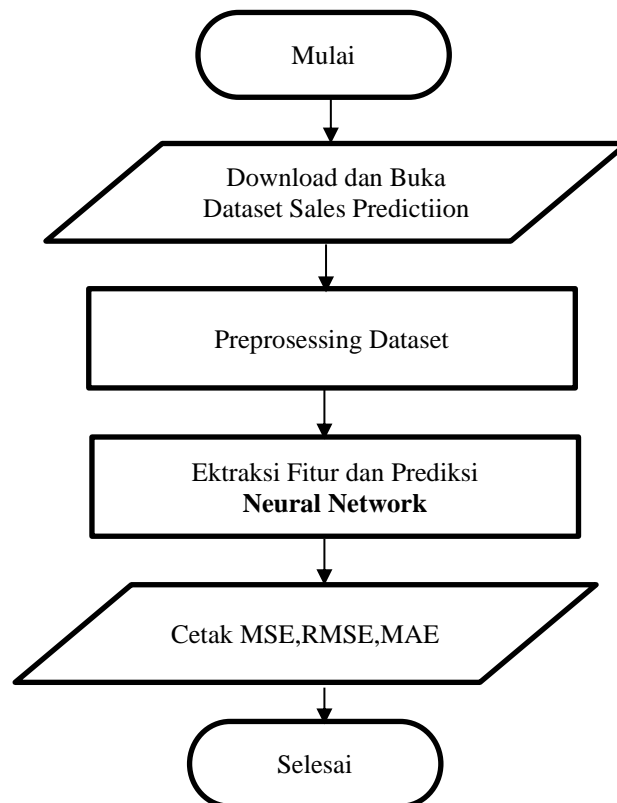 Mulai
Download dan Buka
Dataset Sales Predictiion
Preprosessing Dataset
Ektraksi Fitur dan Prediksi
Neural Network
Cetak MSE,RMSE,MAE
Selesai